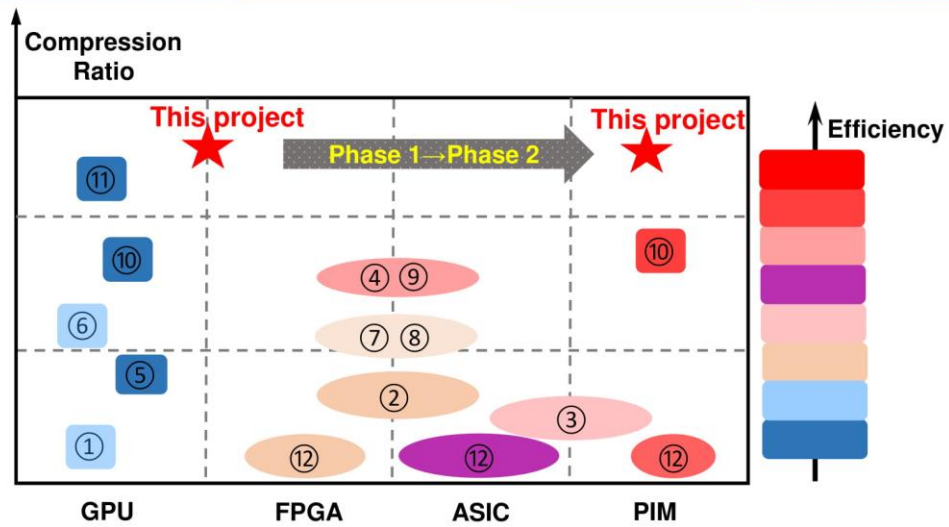 Compression
Ratio
This project
This project
Phase 1→Phase 2
Efficiency
⑪
⑩
⑩
④ ⑨
⑥
⑦ ⑧
⑤
②
③
①
⑫
⑫
⑫
GPU
FPGA
ASIC
PIM